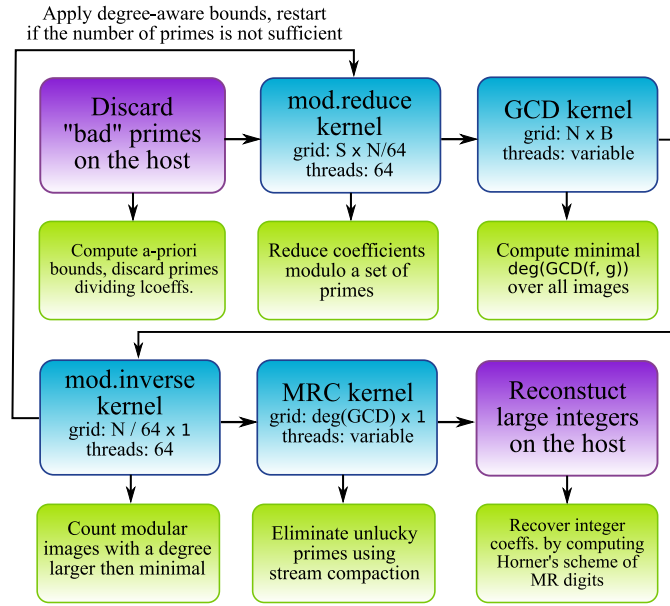 Apply degree-aware bounds, restart
if the number of primes is not sufficient
Discard
"bad" primes
on the host
mod.reduce
kernel
grid: S x N/64
threads: 64
GCD kernel
grid: N x B
threads: variable
Compute a-priori
bounds, discard primes
dividing lcoeffs.
Reduce coefficients
modulo a set of
primes
Compute minimal
deg(GCD(f, g))
over all images
mod.inverse
kernel
grid: N / 64 x 1
threads: 64
MRC kernel
grid: deg(GCD) x 1
threads: variable
Reconstuct
large integers
on the host
Count modular
images with a degree
larger then minimal
Eliminate unlucky
primes using
stream compaction
Recover integer
coeffs. by computing
Horner's scheme of
MR digits